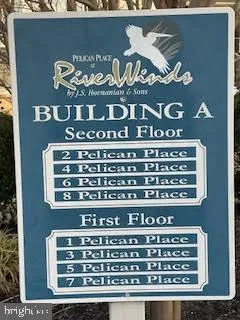 PELICAN PLACE
at
RiverWinds
by J.S. Hovnanian & Sons
BUILDING A
Second Floor
2 Pelican Place
4 Pelican Place
6 Pelican Place
8 Pelican Place
First Floor
1 Pelican Place
3 Pelican Place
5 Pelican Place
7 Pelican Place
bright